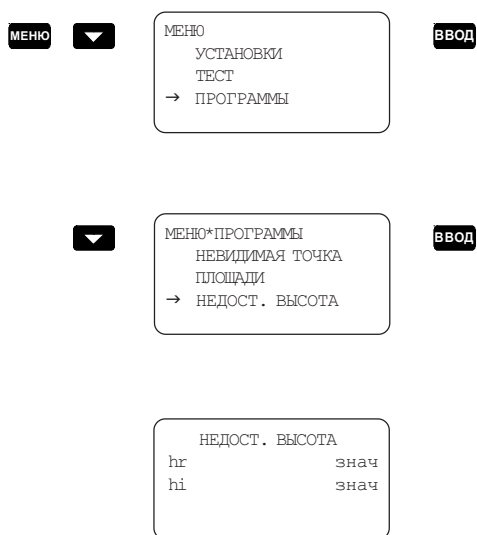 МЕНЮ
МЕНЮ
УСТАНОВКИ
ТЕСТ
→ ПРОГРАММЫ
ВВОД
МЕНЮ*ПРОГРАММЫ
НЕВИДИМАЯ ТОЧКА
ПЛОЩАДИ
→ НЕДОСТ. ВЫСОТА
ВВОД
НЕДОСТ. ВЫСОТА
hr знач
hi знач